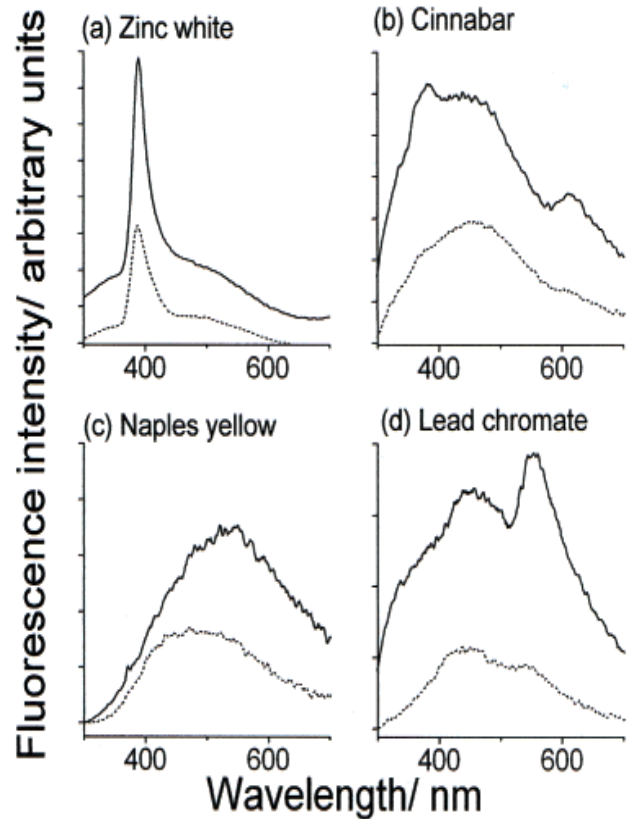 Fluorescence intensity/ arbitrary units
(a) Zinc white
(b) Cinnabar
400
600
400
600
(c) Naples yellow
(d) Lead chromate
400
600
400
600
Wavelength/ nm